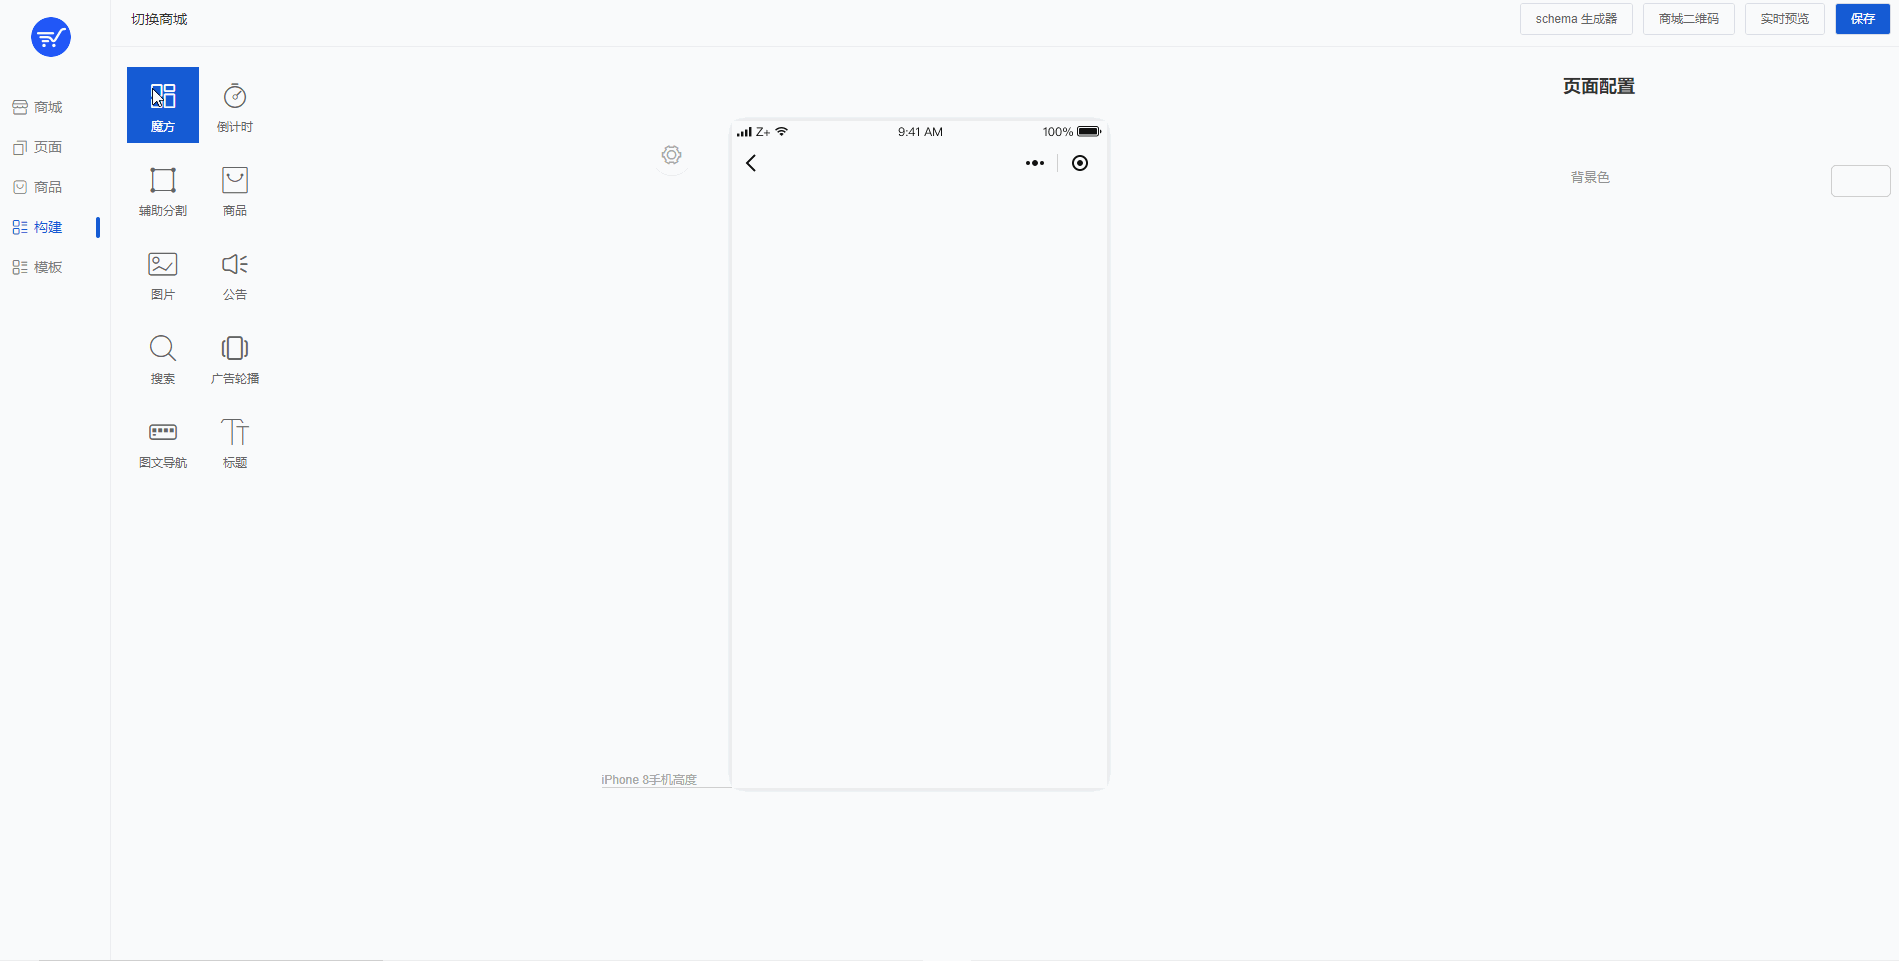 切换商城
schema 生成器
商城二维码
实时预览
保存
商城
页面
商品
构建
模板
魔方
倒计时
辅助分割
商品
图片
公告
搜索
广告轮播
图文导航
标题
Z+
9:41 AM
100%
iPhone 8手机高度
页面配置
背景色